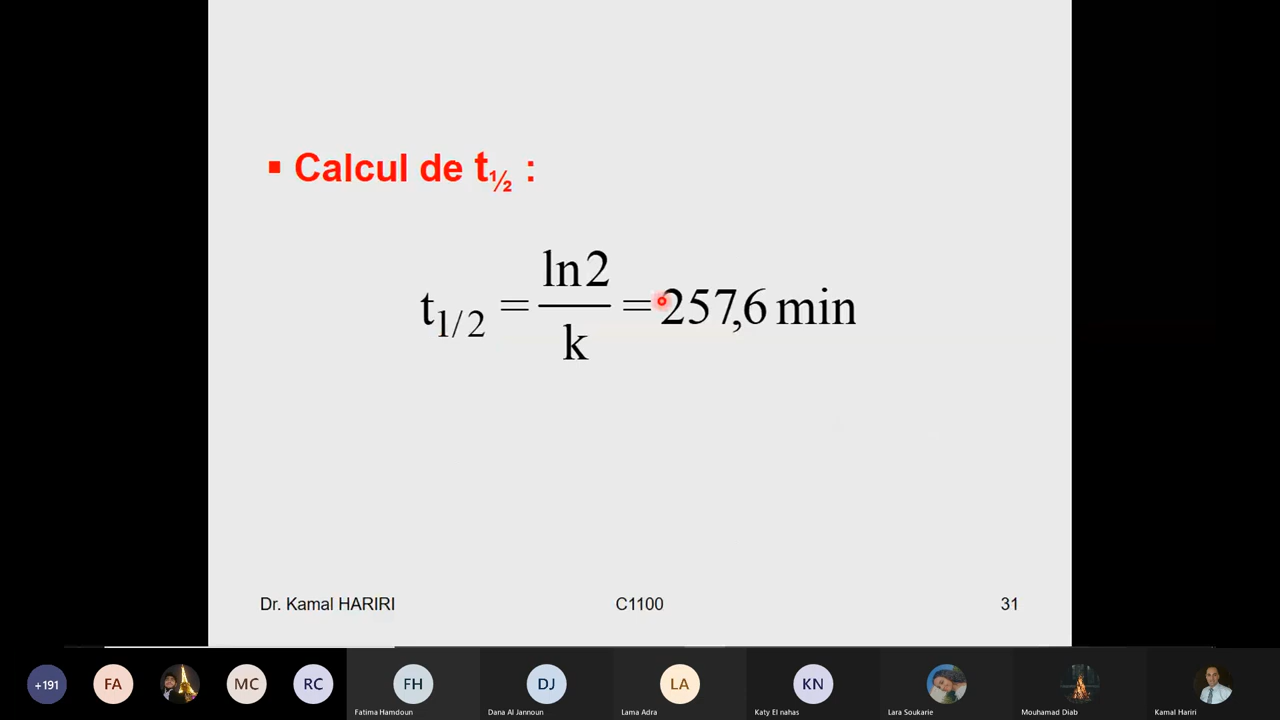 ▪ Calcul de t½ :
t1/2 = ln2/k = 257,6 min
Dr. Kamal HARIRI C1100 31
+191 FA MC RC FH DJ LA KN
Fatima Hamdoun Dana Al Jannoun Lama Adra Katy El nahas Lara Soukarie Mouhamad Diab Kamal Hariri